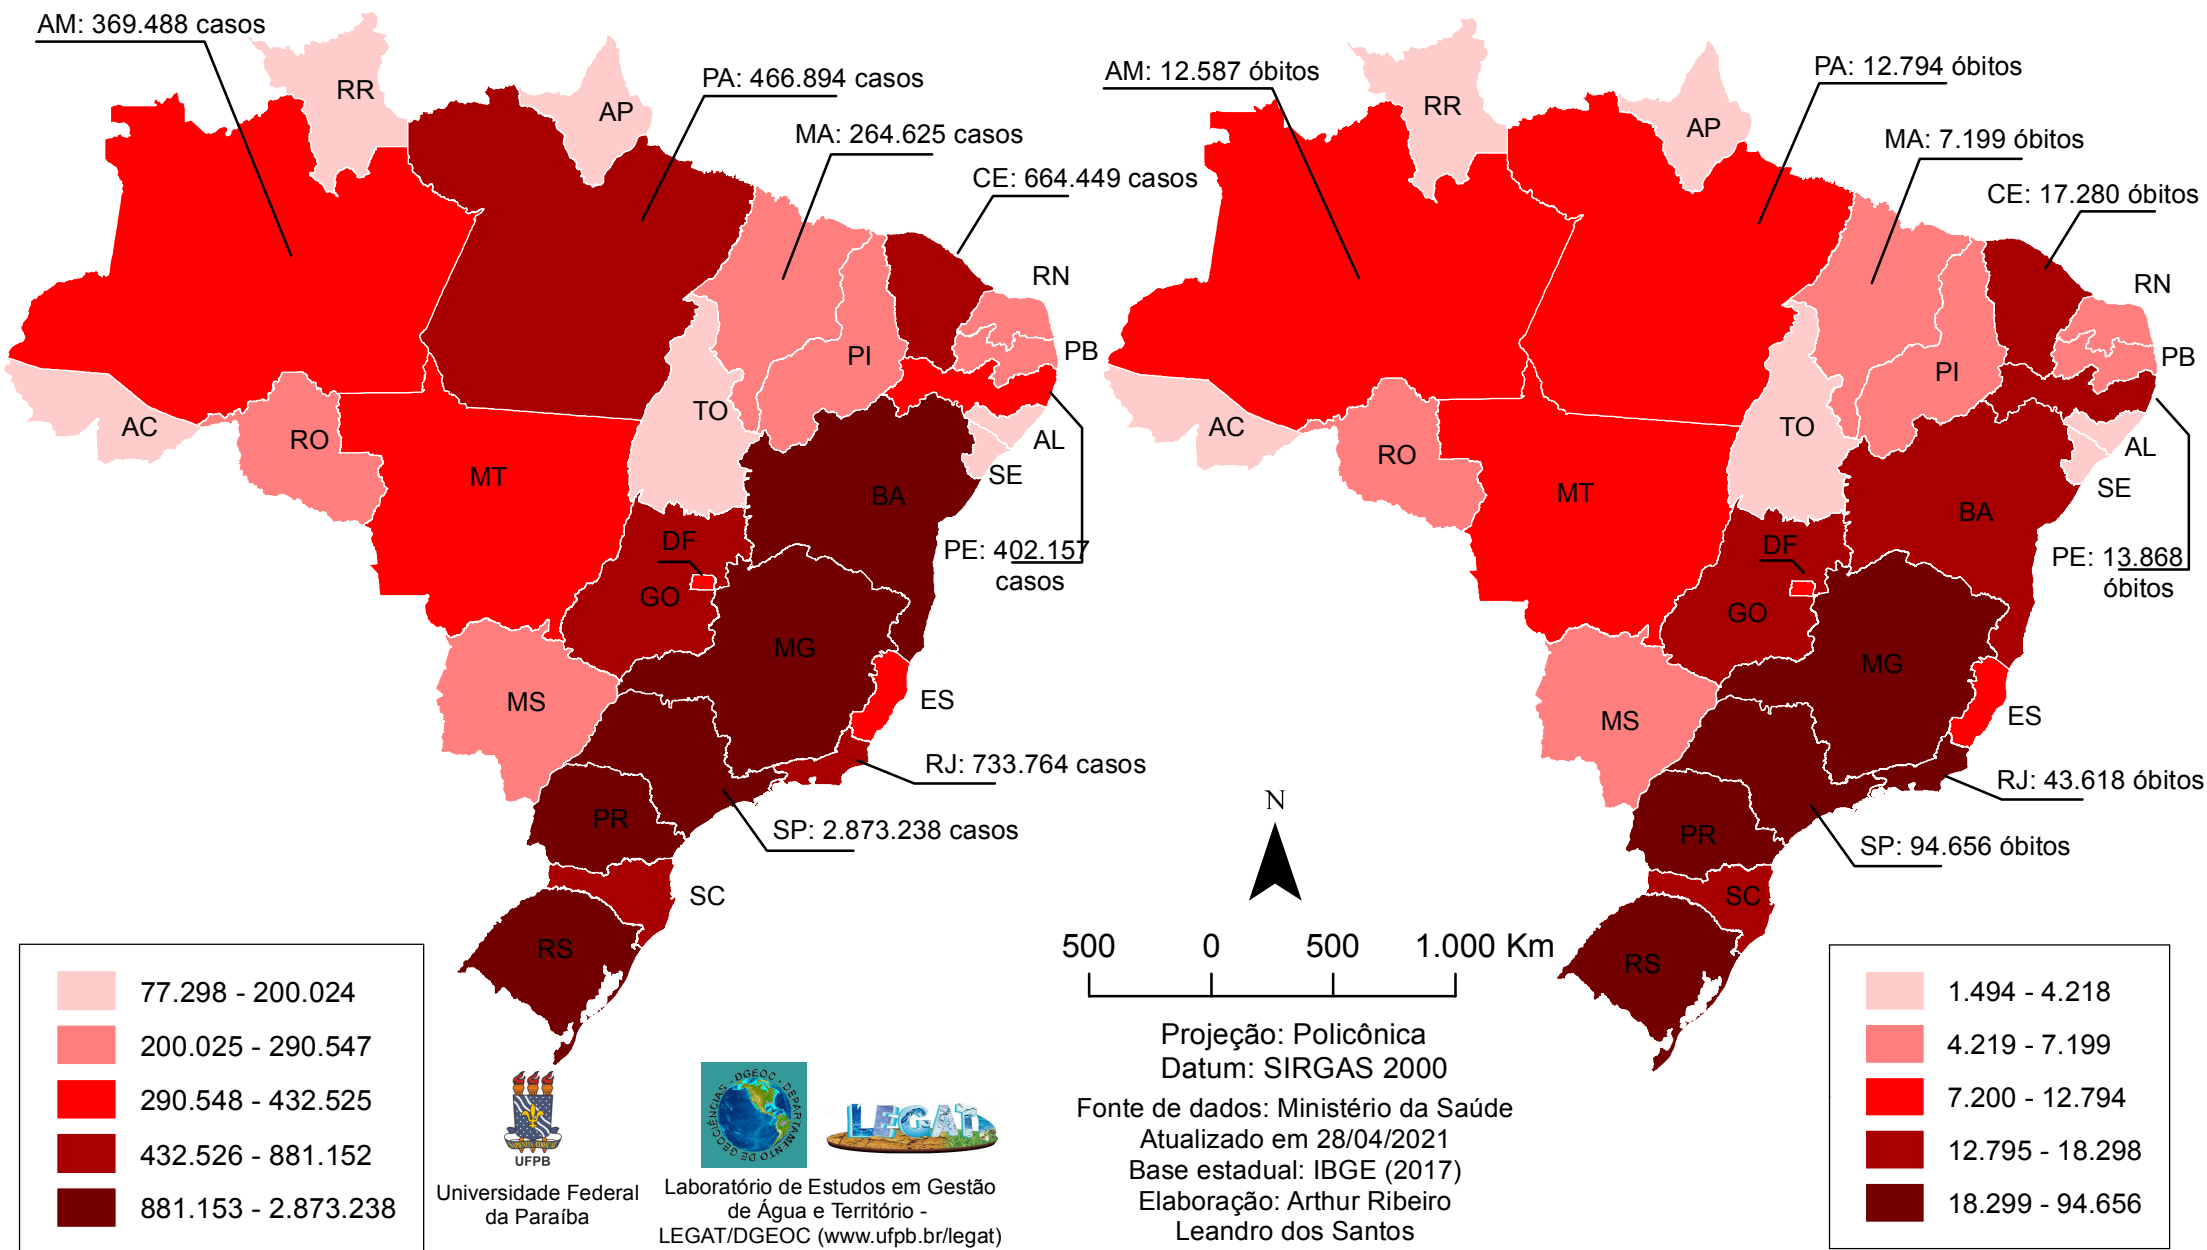 AM: 369.488 casos
RR
AP
PA: 466.894 casos
MA: 264.625 casos
CE: 664.449 casos
RN
PB
PI
TO
AC
RO
MT
AL
SE
BA
DF
PE: 402.157
casos
GO
MG
MS
ES
RJ: 733.764 casos
PR
SP: 2.873.238 casos
SC
RS
77.298 - 200.024
200.025 - 290.547
290.548 - 432.525
432.526 - 881.152
881.153 - 2.873.238
AM: 12.587 óbitos
RR
AP
PA: 12.794 óbitos
MA: 7.199 óbitos
CE: 17.280 óbitos
RN
PB
PI
TO
AC
RO
MT
AL
SE
BA
DF
PE: 13.868
óbitos
GO
MG
MS
ES
RJ: 43.618 óbitos
PR
SP: 94.656 óbitos
SC
RS
1.494 - 4.218
4.219 - 7.199
7.200 - 12.794
12.795 - 18.298
18.299 - 94.656
N
500 0 500 1.000 Km
Projeção: Policônica
Datum: SIRGAS 2000
Fonte de dados: Ministério da Saúde
Atualizado em 28/04/2021
Base estadual: IBGE (2017)
Elaboração: Arthur Ribeiro
Leandro dos Santos
UFPB
Universidade Federal
da Paraíba
DGEOC - DEPARTAMENTO DE GEOCIÊNCIAS -
LEGAT
Laboratório de Estudos em Gestão
de Água e Território -
LEGAT/DGEOC (www.ufpb.br/legat)